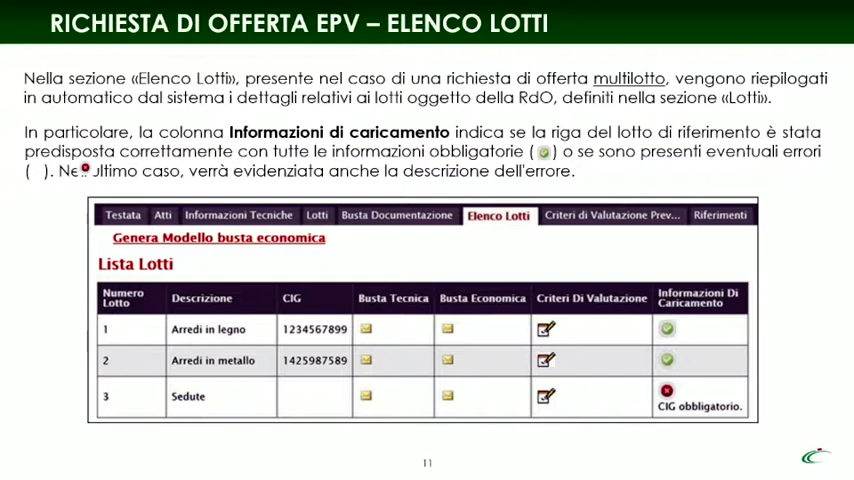 RICHIESTA DI OFFERTA EPV – ELENCO LOTTI
Nella sezione «Elenco Lotti», presente nel caso di una richiesta di offerta multilotto, vengono riepilogati
in automatico dal sistema i dettagli relativi ai lotti oggetto della RdO, definiti nella sezione «Lotti».
In particolare, la colonna Informazioni di caricamento indica se la riga del lotto di riferimento è stata
predisposta correttamente con tutte le informazioni obbligatorie ( ) o se sono presenti eventuali errori
( ). ultimo caso, verrà evidenziata anche la descrizione dell'errore.
Testata Atti Informazioni Tecniche Lotti Busta Documentazione Elenco Lotti Criteri di Valutazione Prev... Riferimenti
Genera Modello busta economica
Lista Lotti
Numero Lotto Descrizione CIG Busta Tecnica Busta Economica Criteri Di Valutazione Informazioni Di Caricamento
1 Arredi in legno 1234567899
2 Arredi in metallo 1425987589
3 Sedute CIG obbligatorio.
11